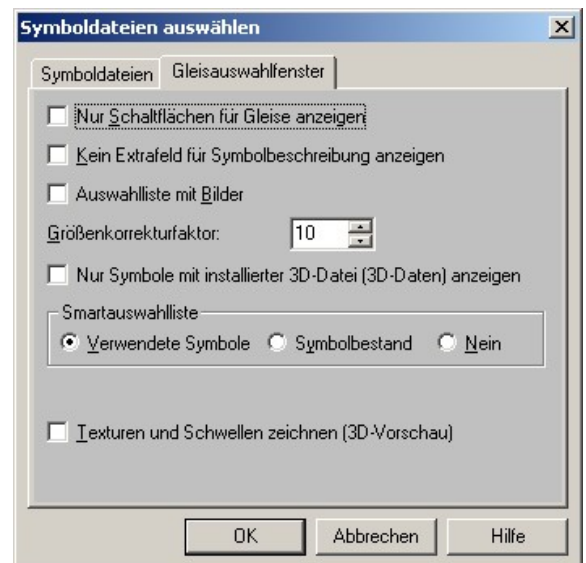 Symboldateien auswählen
Symboldateien Gleisauswahlfenster
Nur Schaltflächen für Gleise anzeigen
Kein Extrafeld für Symbolbeschreibung anzeigen
Auswahlliste mit Bilder
Größenkorrekturfaktor: 10
Nur Symbole mit installierter 3D-Datei (3D-Daten) anzeigen
Smartauswahlliste
Verwendete Symbole Symbolbestand Nein
Texturen und Schwellen zeichnen (3D-Vorschau)
OK Abbrechen Hilfe